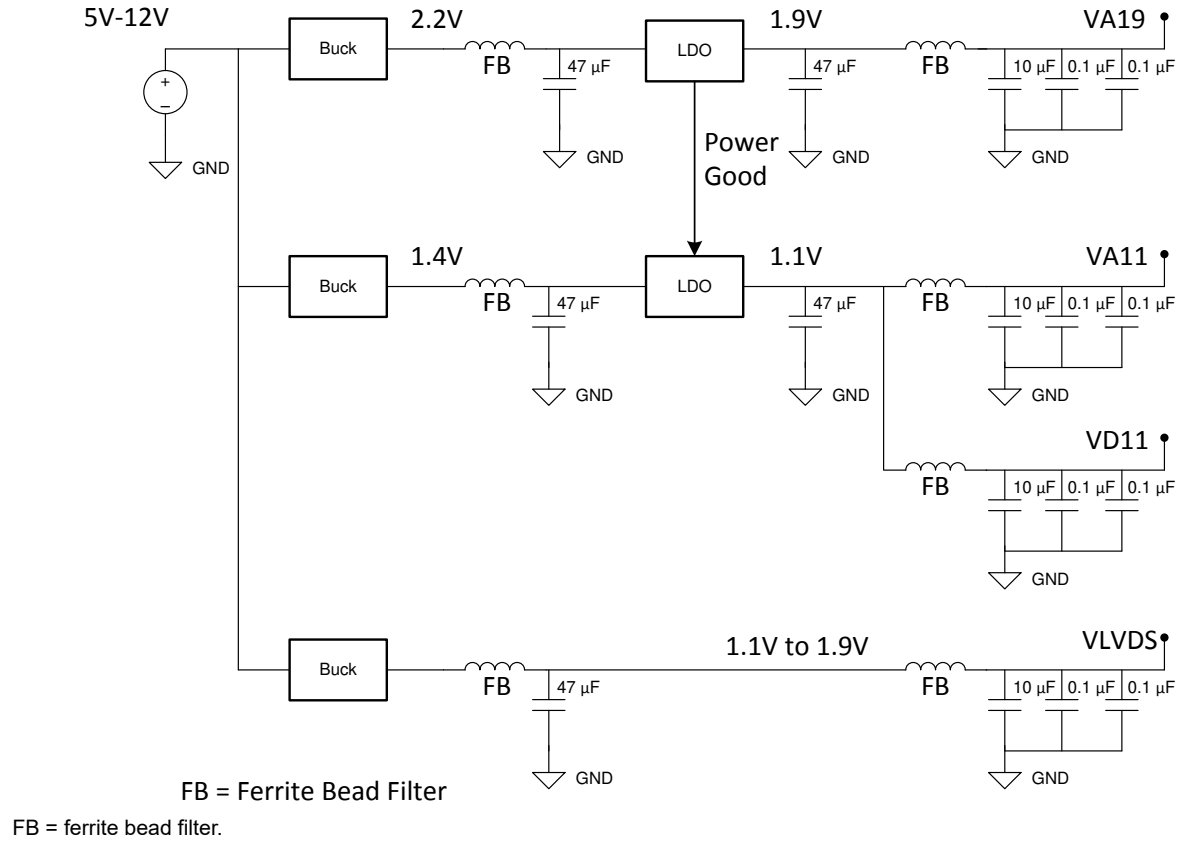 5V-12V
Buck
2.2V
FB
47 µF
GND
LDO
1.9V
47 µF
GND
FB
VA19
10 µF
0.1 µF
0.1 µF
GND
+
–
GND
Power
Good
Buck
1.4V
FB
47 µF
GND
LDO
1.1V
47 µF
GND
FB
VA11
10 µF
0.1 µF
0.1 µF
GND
VD11
FB
10 µF
0.1 µF
0.1 µF
GND
Buck
FB
47 µF
GND
1.1V to 1.9V
FB
VLVDS
10 µF
0.1 µF
0.1 µF
GND
FB = Ferrite Bead Filter
FB = ferrite bead filter.